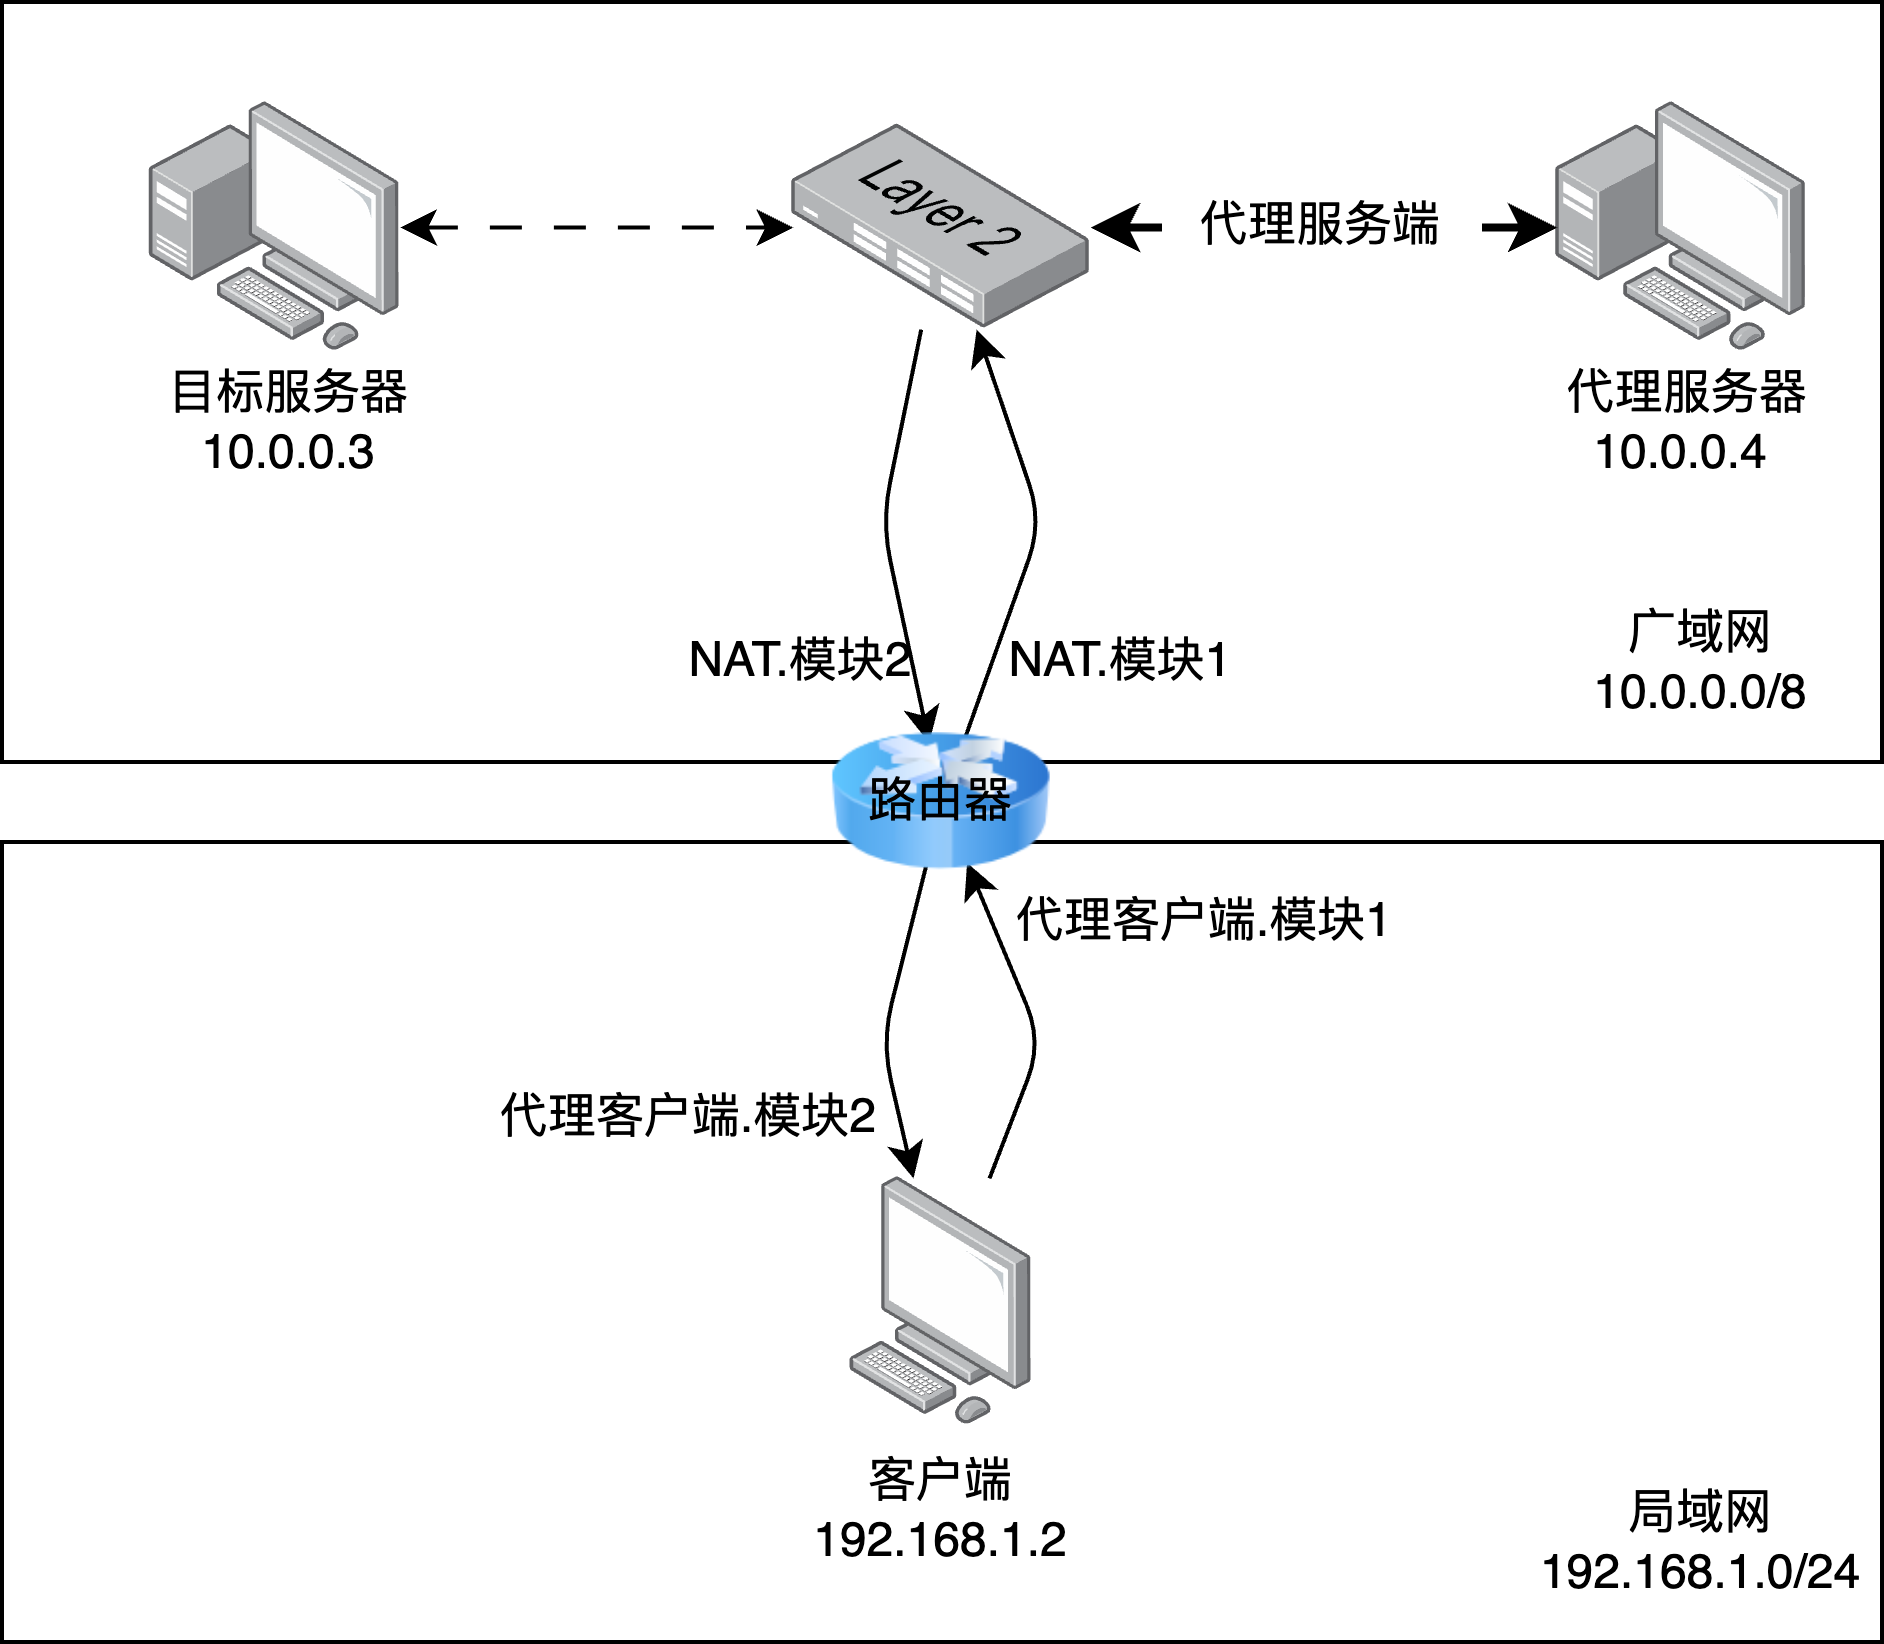 Layer 2
代理服务端
目标服务器
10.0.0.3
代理服务器
10.0.0.4
NAT.模块2
NAT.模块1
广域网
10.0.0.0/8
路由器
代理客户端.模块1
代理客户端.模块2
客户端
192.168.1.2
局域网
192.168.1.0/24